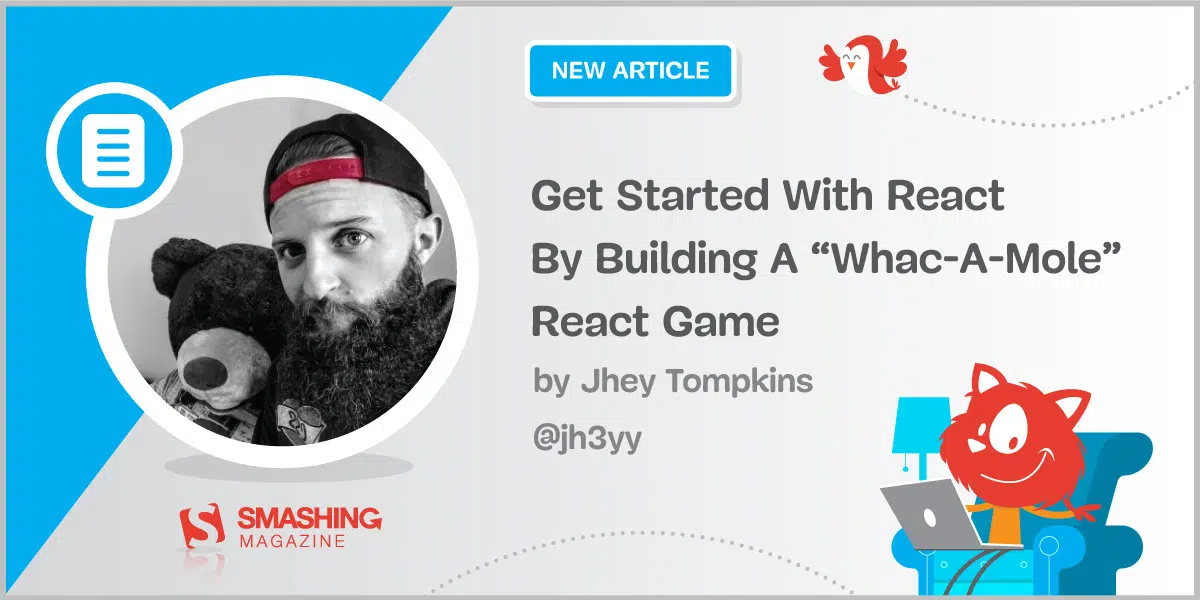 NEW ARTICLE
Get Started With React
By Building A “Whac-A-Mole”
React Game
by Jhey Tompkins
@jh3yy
SMASHING
MAGAZINE